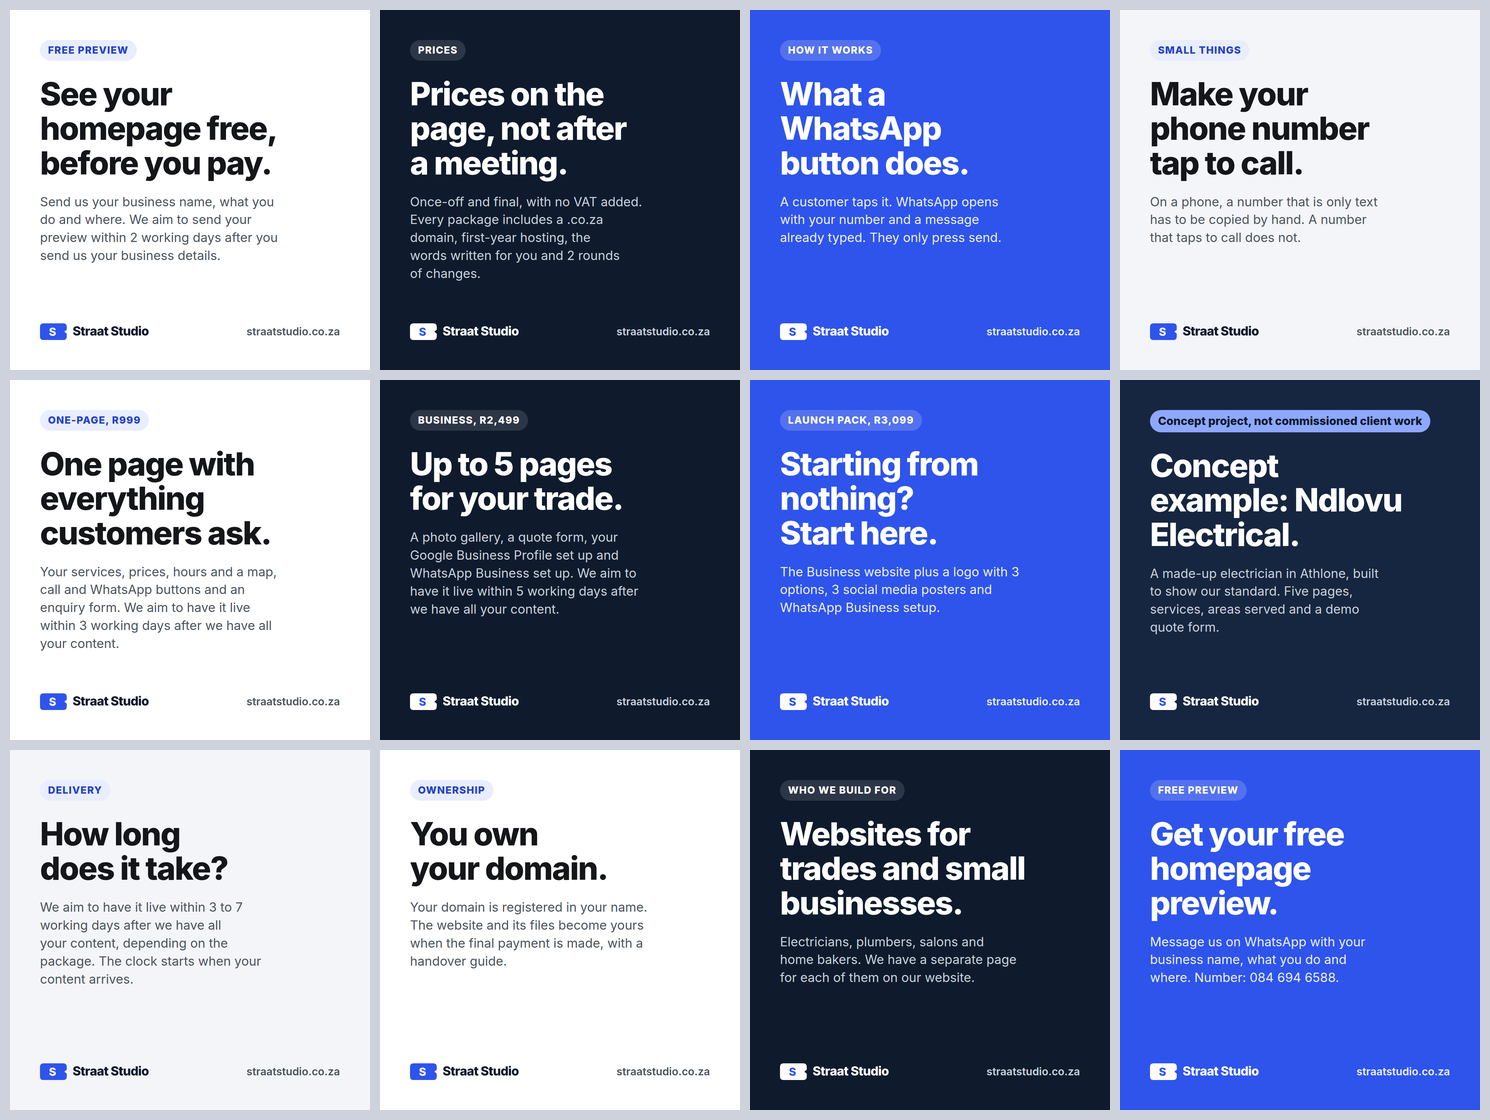 FREE PREVIEW
See your
homepage free,
before you pay.
Send us your business name, what you
do and where. We aim to send your
preview within 2 working days after you
send us your business details.
S Straat Studio
straatstudio.co.za
PRICES
Prices on the
page, not after
a meeting.
Once-off and final, with no VAT added.
Every package includes a .co.za
domain, first-year hosting, the
words written for you and 2 rounds
of changes.
S Straat Studio
straatstudio.co.za
HOW IT WORKS
What a
WhatsApp
button does.
A customer taps it. WhatsApp opens
with your number and a message
already typed. They only press send.
S Straat Studio
straatstudio.co.za
SMALL THINGS
Make your
phone number
tap to call.
On a phone, a number that is only text
has to be copied by hand. A number
that taps to call does not.
S Straat Studio
straatstudio.co.za
ONE-PAGE, R999
One page with
everything
customers ask.
Your services, prices, hours and a map,
call and WhatsApp buttons and an
enquiry form. We aim to have it live
within 3 working days after we have all
your content.
S Straat Studio
straatstudio.co.za
BUSINESS, R2,499
Up to 5 pages
for your trade.
A photo gallery, a quote form, your
Google Business Profile set up and
WhatsApp Business set up. We aim to
have it live within 5 working days after
we have all your content.
S Straat Studio
straatstudio.co.za
LAUNCH PACK, R3,099
Starting from
nothing?
Start here.
The Business website plus a logo with 3
options, 3 social media posters and
WhatsApp Business setup.
S Straat Studio
straatstudio.co.za
Concept project, not commissioned client work
Concept
example: Ndlovu
Electrical.
A made-up electrician in Athlone, built
to show our standard. Five pages,
services, areas served and a demo
quote form.
S Straat Studio
straatstudio.co.za
DELIVERY
How long
does it take?
We aim to have it live within 3 to 7
working days after we have all
your content, depending on the
package. The clock starts when your
content arrives.
S Straat Studio
straatstudio.co.za
OWNERSHIP
You own
your domain.
Your domain is registered in your name.
The website and its files become yours
when the final payment is made, with a
handover guide.
S Straat Studio
straatstudio.co.za
WHO WE BUILD FOR
Websites for
trades and small
businesses.
Electricians, plumbers, salons and
home bakers. We have a separate page
for each of them on our website.
S Straat Studio
straatstudio.co.za
FREE PREVIEW
Get your free
homepage
preview.
Message us on WhatsApp with your
business name, what you do and
where. Number: 084 694 6588.
S Straat Studio
straatstudio.co.za